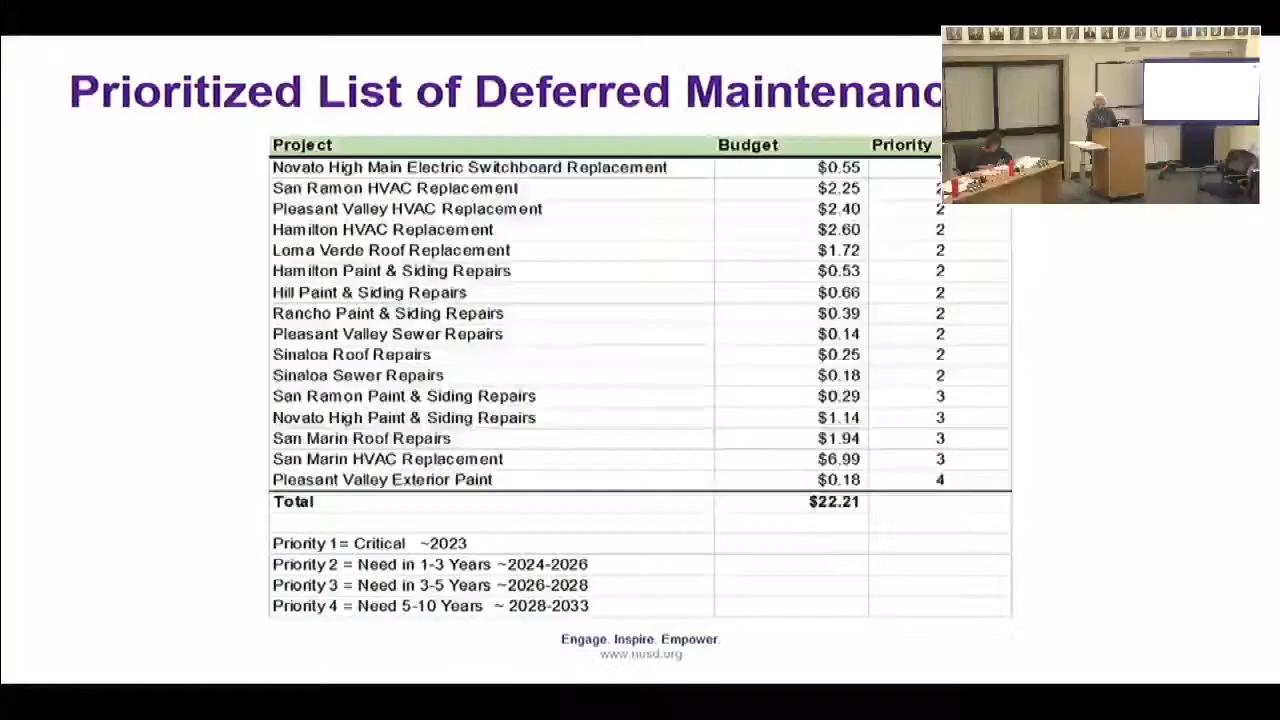 Prioritized List of Deferred Maintenanc
Project Budget Priority
Novato High Main Electric Switchboard Replacement $0.55
San Ramon HVAC Replacement $2.25 2
Pleasant Valley HVAC Replacement $2.40 2
Hamilton HVAC Replacement $2.60 2
Loma Verde Roof Replacement $1.72 2
Hamilton Paint & Siding Repairs $0.53 2
Hill Paint & Siding Repairs $0.66 2
Rancho Paint & Siding Repairs $0.39 2
Pleasant Valley Sewer Repairs $0.14 2
Sinaloa Roof Repairs $0.25 2
Sinaloa Sewer Repairs $0.18 2
San Ramon Paint & Siding Repairs $0.29 3
Novato High Paint & Siding Repairs $1.14 3
San Marin Roof Repairs $1.94 3
San Marin HVAC Replacement $6.99 3
Pleasant Valley Exterior Paint $0.18 4
Total $22.21
Priority 1= Critical ~2023
Priority 2 = Need in 1-3 Years ~2024-2026
Priority 3 = Need in 3-5 Years ~2026-2028
Priority 4 = Need 5-10 Years ~ 2028-2033
Engage. Inspire. Empower.
www.nusd.org